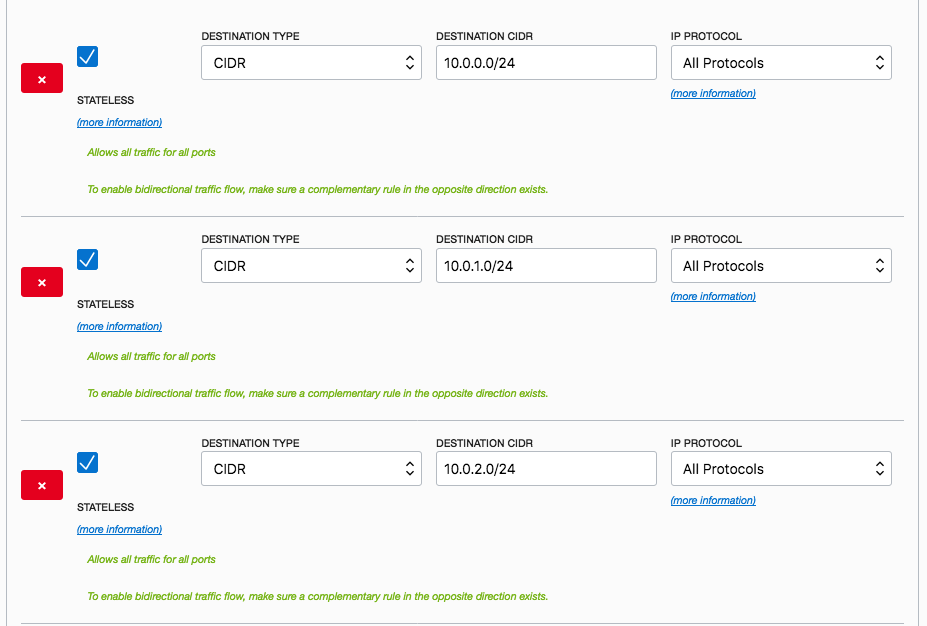 DESTINATION TYPE DESTINATION CIDR IP PROTOCOL
CIDR 10.0.0.0/24 All Protocols
× (more information)
STATELESS
(more information)
Allows all traffic for all ports
To enable bidirectional traffic flow, make sure a complementary rule in the opposite direction exists.
DESTINATION TYPE DESTINATION CIDR IP PROTOCOL
CIDR 10.0.1.0/24 All Protocols
× (more information)
STATELESS
(more information)
Allows all traffic for all ports
To enable bidirectional traffic flow, make sure a complementary rule in the opposite direction exists.
DESTINATION TYPE DESTINATION CIDR IP PROTOCOL
CIDR 10.0.2.0/24 All Protocols
× (more information)
STATELESS
(more information)
Allows all traffic for all ports
To enable bidirectional traffic flow, make sure a complementary rule in the opposite direction exists.